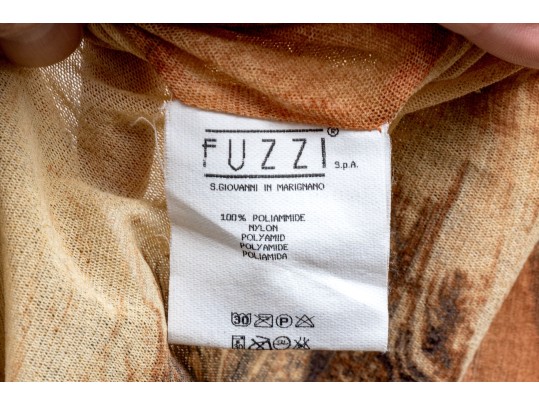 FUZZI®
S.p.A.
S.GIOVANNI IN MARIGNANO
100% POLIAMMIDE
NYLON
POLYAMID
POLYAMIDE
POLIAMIDA
30 P